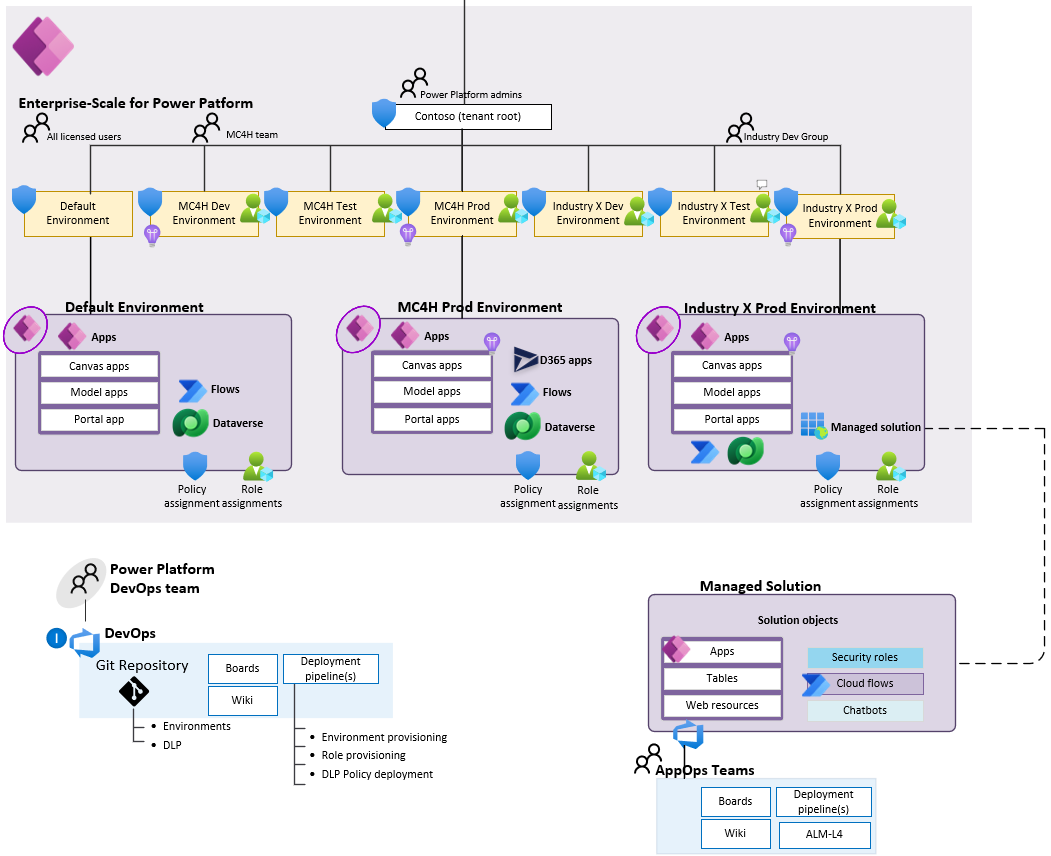 Enterprise-Scale for Power Patform
Power Platform admins
Contoso (tenant root)
All licensed users
MC4H team
Industry Dev Group
Default
Environment
MC4H Dev
Environment
MC4H Test
Environment
MC4H Prod
Environment
Industry X Dev
Environment
Industry X Test
Environment
Industry X Prod
Environment
Default Environment
Apps
Canvas apps
Model apps
Portal app
Flows
Dataverse
Policy
assignment
Role
assignments
MC4H Prod Environment
Apps
Canvas apps
Model apps
Portal apps
D365 apps
Flows
Dataverse
Policy
assignment
Role
assignments
Industry X Prod Environment
Apps
Canvas apps
Model apps
Portal apps
Managed solution
Policy
assignment
Role
assignments
Power Platform
DevOps team
I
DevOps
Git Repository
Boards
Wiki
Deployment
pipeline(s)
• Environments
• DLP
• Environment provisioning
• Role provisioning
• DLP Policy deployment
Managed Solution
Solution objects
Apps
Tables
Web resources
Security roles
Cloud flows
Chatbots
AppOps Teams
Boards
Deployment
pipeline(s)
Wiki
ALM-L4